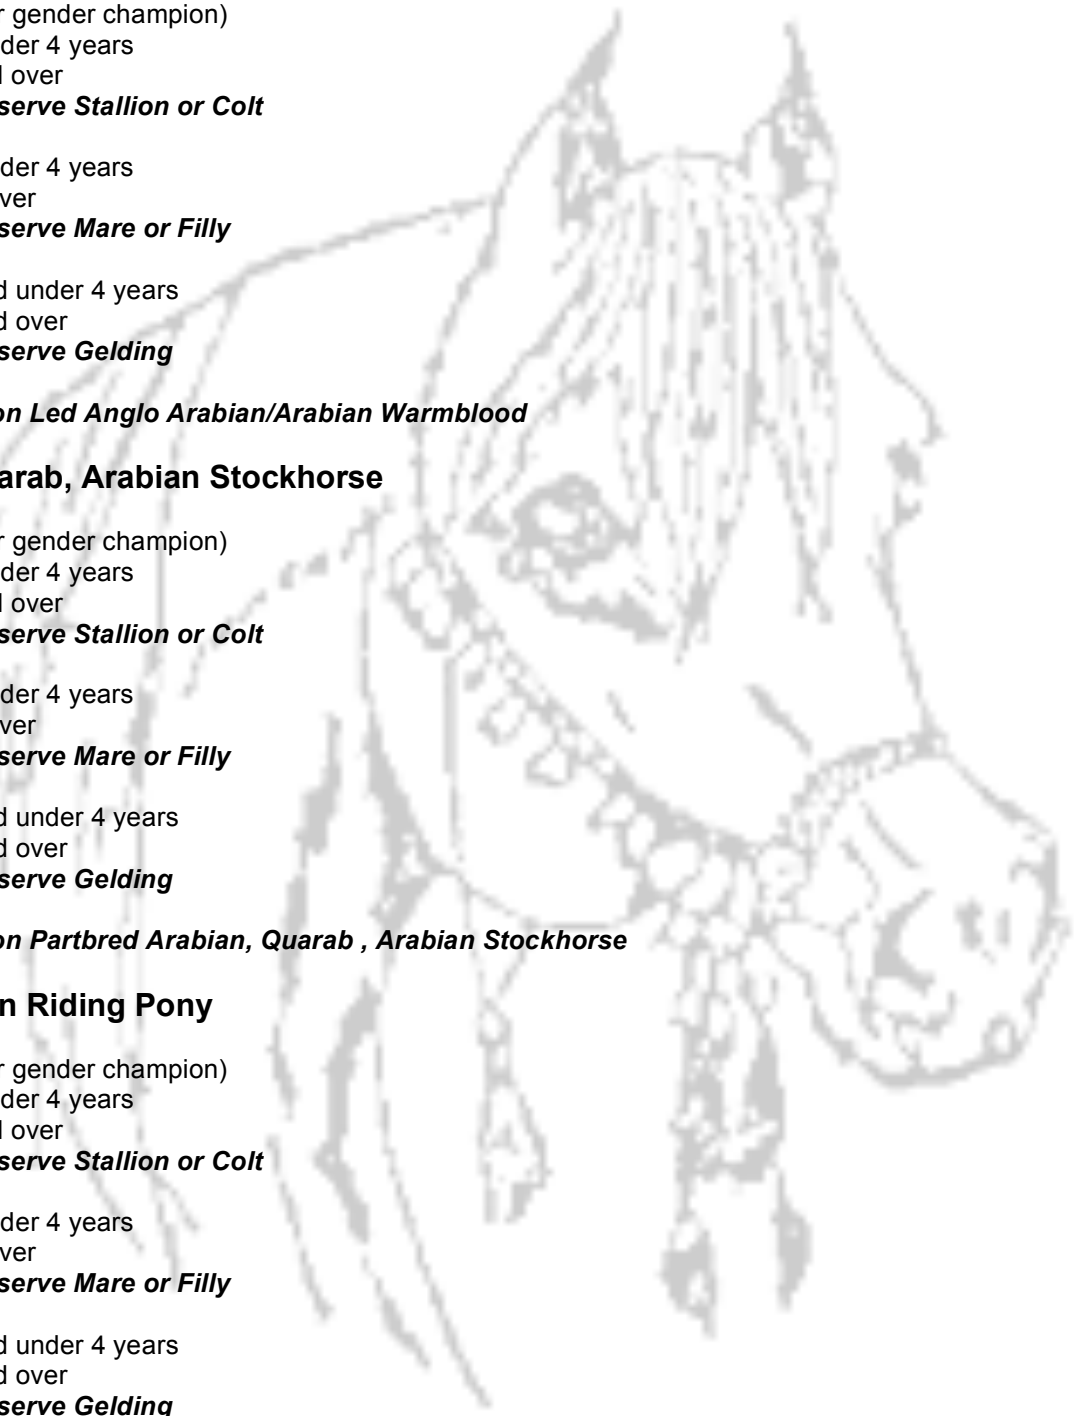 r gender champion)
der 4 years
l over
serve Stallion or Colt
der 4 years
ver
serve Mare or Filly
d under 4 years
d over
serve Gelding
on Led Anglo Arabian/Arabian Warmblood
arab, Arabian Stockhorse
r gender champion)
der 4 years
l over
serve Stallion or Colt
der 4 years
ver
serve Mare or Filly
d under 4 years
d over
serve Gelding
on Partbred Arabian, Quarab , Arabian Stockhorse
n Riding Pony
r gender champion)
der 4 years
l over
serve Stallion or Colt
der 4 years
ver
serve Mare or Filly
d under 4 years
d over
serve Gelding